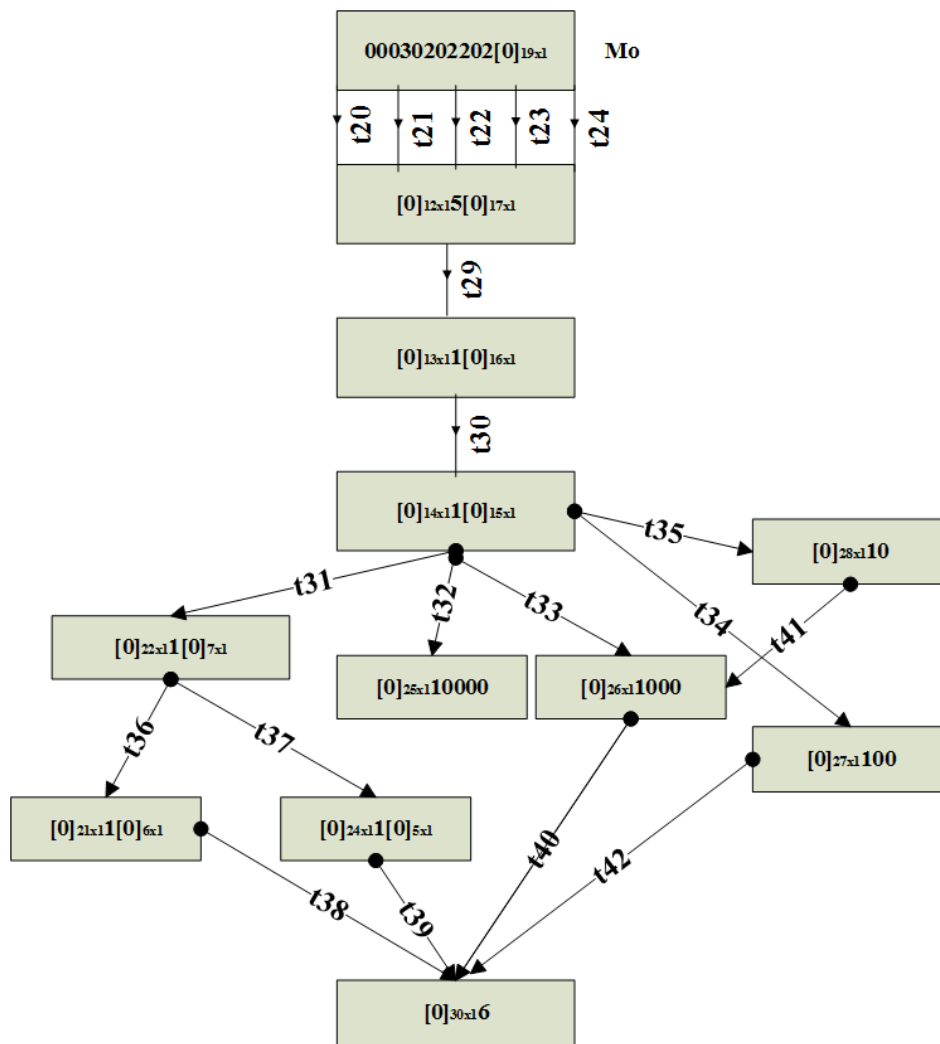 00030202202[0]19x1 Mo
t20 t21 t22 t23 t24
[0]12x15[0]17x1
t29
[0]13x11[0]16x1
t30
[0]14x11[0]15x1
t35
[0]28x110
t31 t32 t33 t34 t41
[0]22x11[0]7x1
[0]25x110000
[0]26x11000
t36 t37
[0]27x1100
[0]21x11[0]6x1
[0]24x11[0]5x1
t40 t42
t38 t39
[0]30x16